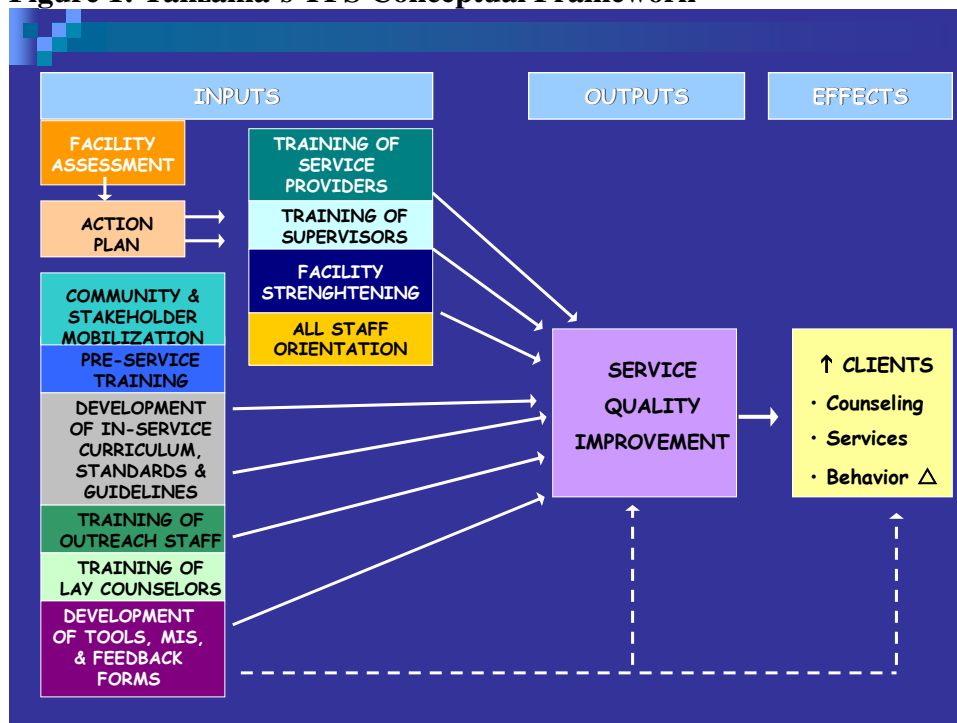 Figure 1: Tanzania's Conceptual Framework
INPUTS
OUTPUTS
EFFECTS
FACILITY
ASSESSMENT
ACTION
PLAN
TRAINING OF
SERVICE
PROVIDERS
TRAINING OF
SUPERVISORS
FACILITY
STRENGHTENING
ALL STAFF
ORIENTATION
COMMUNITY &
STAKEHOLDER
MOBILIZATION
PRE-SERVICE
TRAINING
DEVELOPMENT
OF IN-SERVICE
CURRICULUM,
STANDARDS &
GUIDELINES
TRAINING OF
OUTREACH STAFF
TRAINING OF
LAY COUNSELORS
DEVELOPMENT
OF TOOLS, MIS,
& FEEDBACK
FORMS
SERVICE
QUALITY
IMPROVEMENT
↑ CLIENTS
• Counseling
• Services
• Behavior △